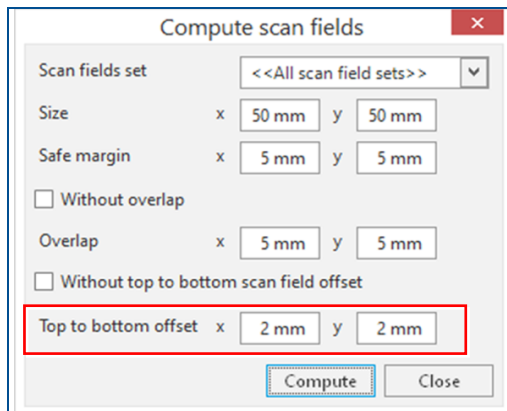 Compute scan fields
Scan fields set <<All scan field sets>>
Size x 50 mm y 50 mm
Safe margin x 5 mm y 5 mm
Without overlap
Overlap x 5 mm y 5 mm
Without top to bottom scan field offset
Top to bottom offset x 2 mm y 2 mm
Compute Close